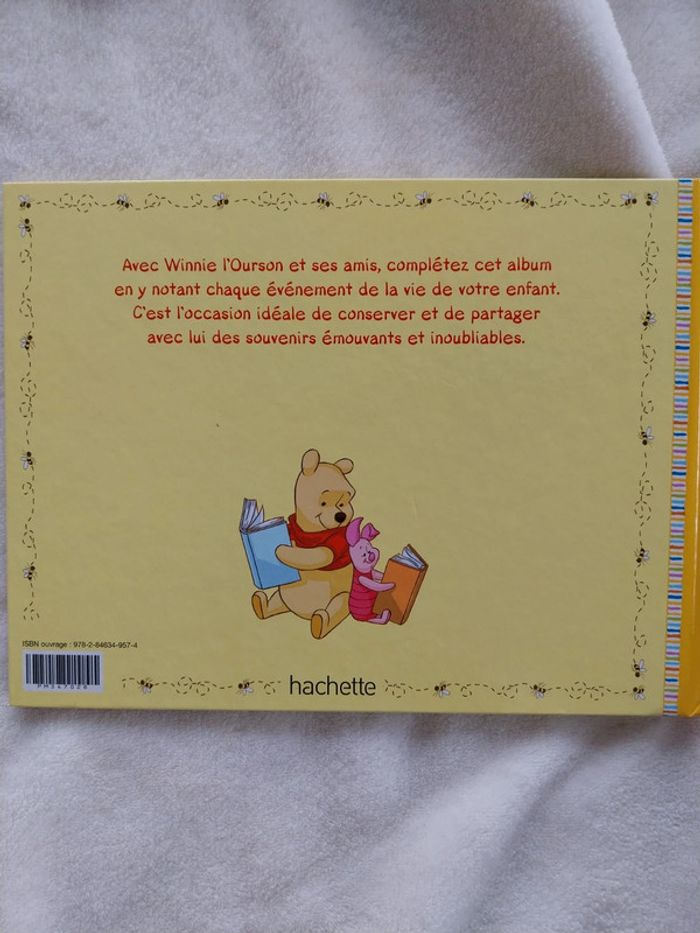 Avec Winnie l'Ourson et ses amis, complétez cet album
en y notant chaque événement de la vie de votre enfant.
C'est l'occasion idéale de conserver et de partager
avec lui des souvenirs émouvants et inoubliables.
ISBN ouvrage : 978-2-84634-957-4
PM347028
hachette